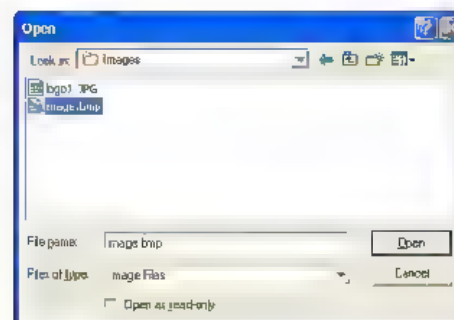 Open
Look in: Images
logo1.JPG
image.bmp
File name: image.bmp Open
Files of type: Image Files Cancel
Open as read-only